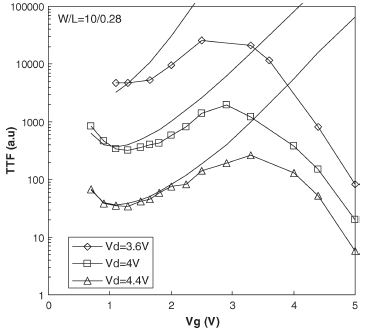 W/L=10/0.28
100000
10000
1000
100
10
1
TTF (a.u)
Vd=3.6V
Vd=4V
Vd=4.4V
0 1 2 3 4 5
Vg (V)